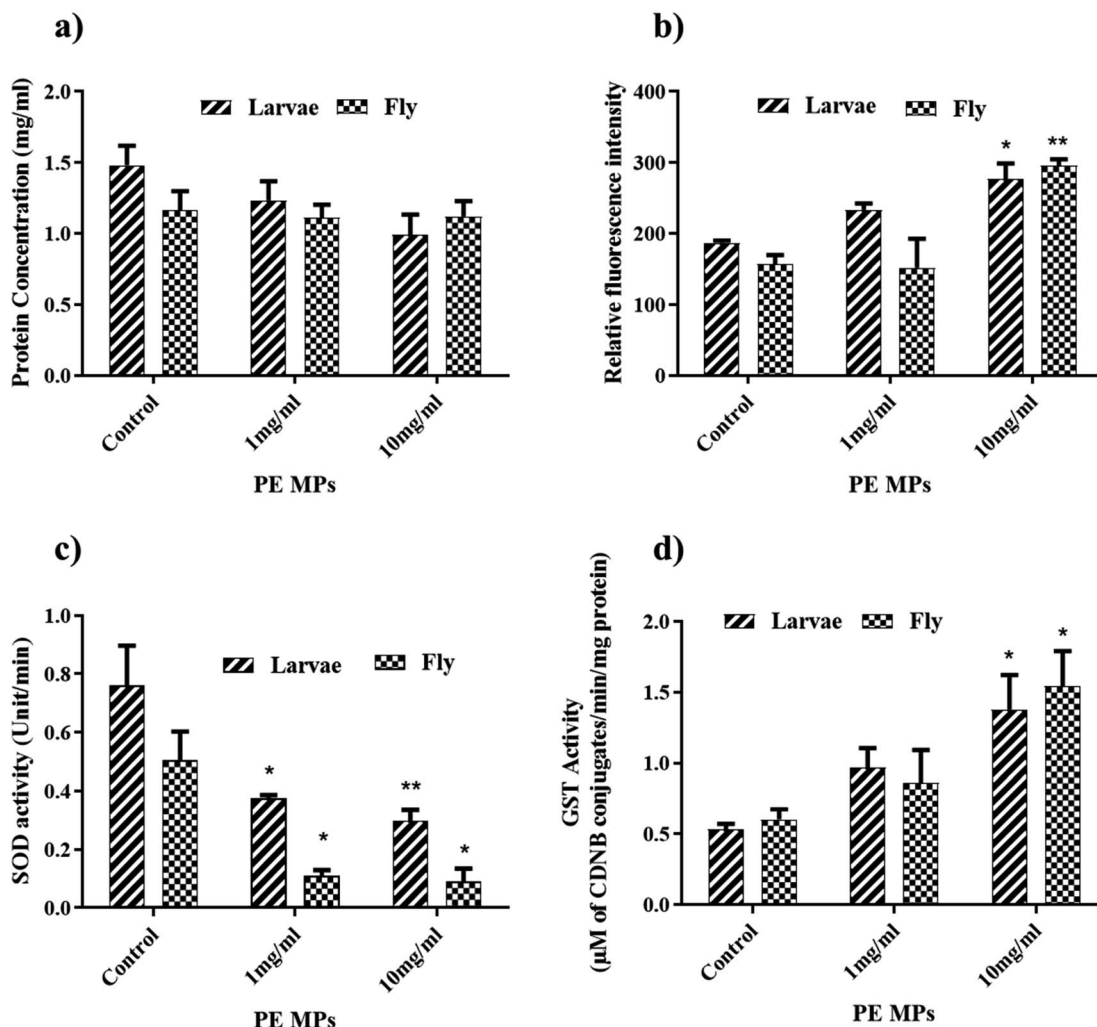 a)
Protein Concentration (mg/ml)
2.0
1.5
1.0
0.5
0.0
Larvae Fly
Control
1mg/ml
10mg/ml
PE MPs
b)
Relative fluorescence intensity
400
300
200
100
0
Larvae Fly
* **
Control
1mg/ml
10mg/ml
PE MPs
c)
SOD activity (Unit/min)
1.0
0.8
0.6
0.4
0.2
0.0
Larvae Fly
* **
* *
Control
1mg/ml
10mg/ml
PE MPs
d)
GST Activity
(µM of CDNB conjugates/min/mg protein)
2.0
1.5
1.0
0.5
0.0
Larvae Fly
* *
Control
1mg/ml
10mg/ml
PE MPs